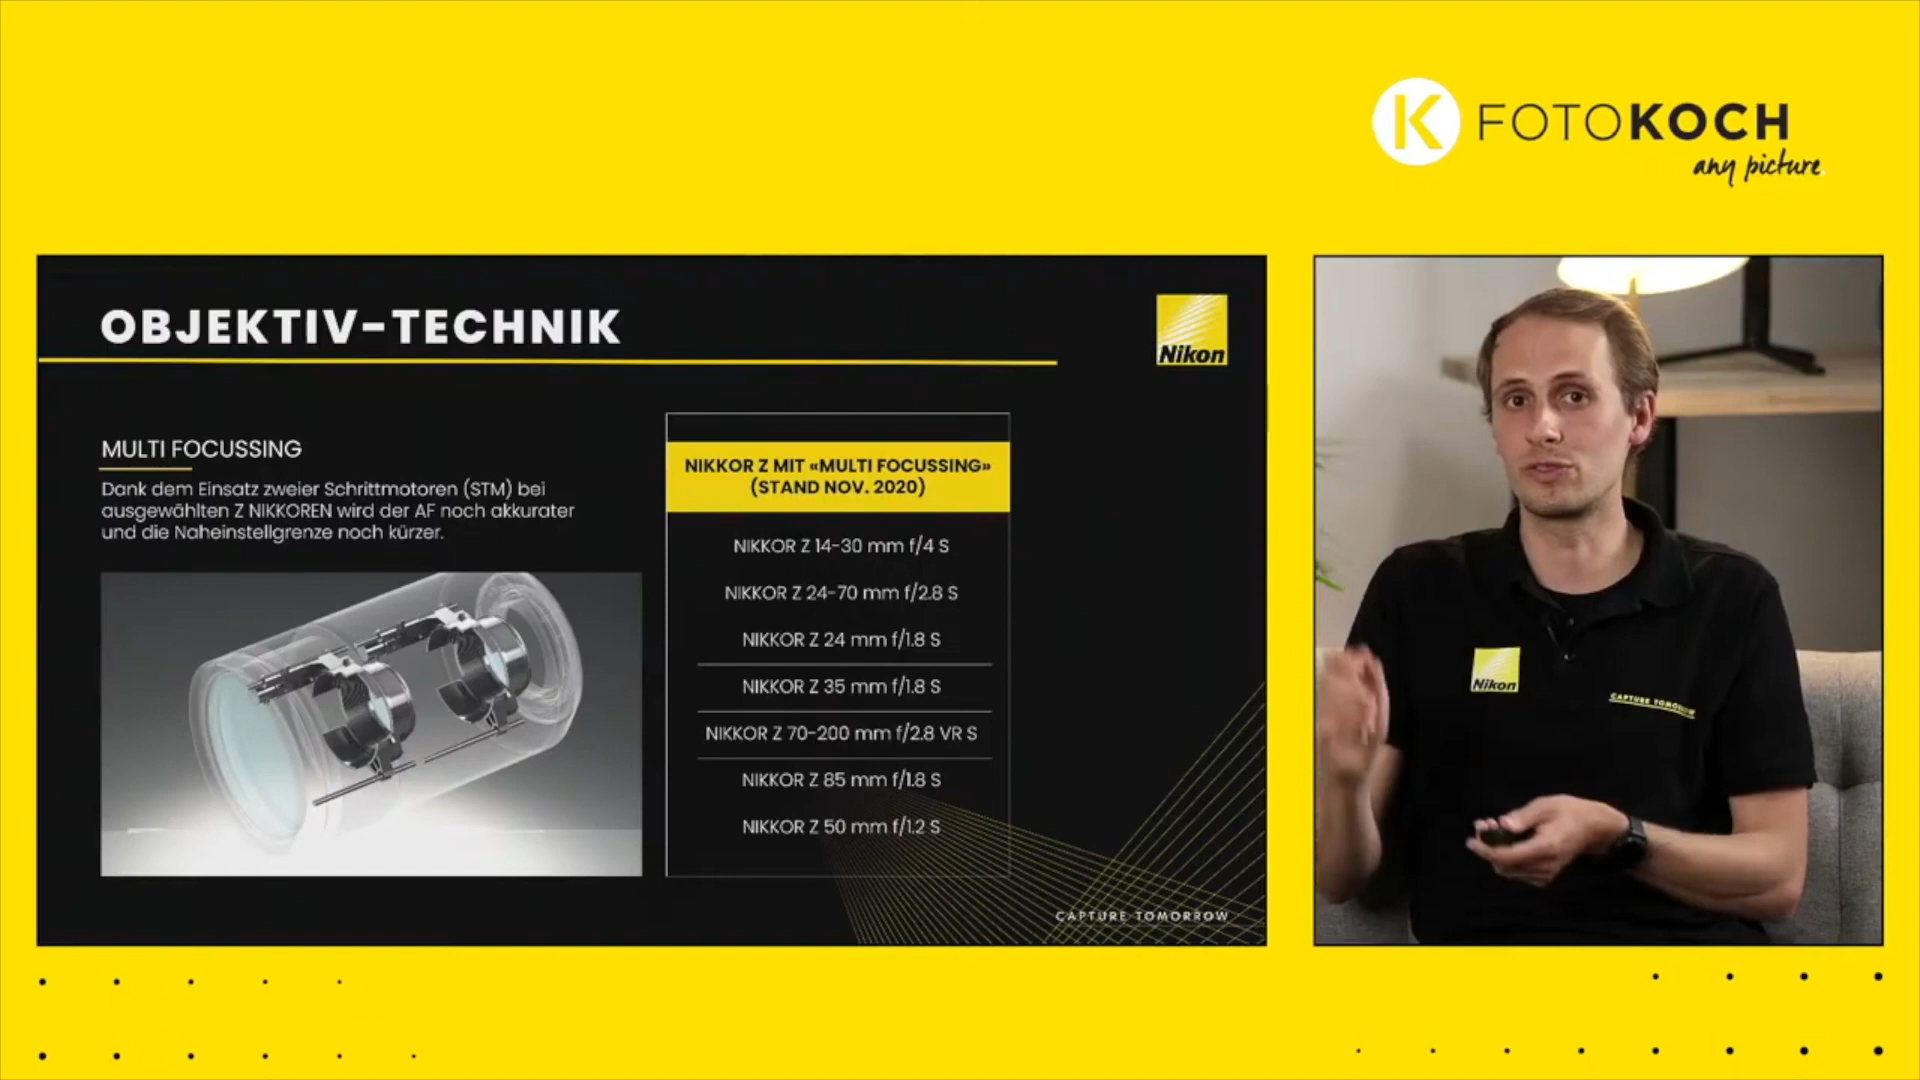 K FOTOKOCH
any picture.
OBJEKTIV-TECHNIK
Nikon
MULTI FOCUSSING
Dank dem Einsatz zweier Schrittmotoren (STM) bei
ausgewählten Z NIKKOREN wird der AF noch akkurater
und die Naheinstellgrenze noch kürzer.
NIKKOR Z MIT «MULTI FOCUSSING»
(STAND NOV. 2020)
NIKKOR Z 14-30 mm f/4 S
NIKKOR Z 24-70 mm f/2.8 S
NIKKOR Z 24 mm f/1.8 S
NIKKOR Z 35 mm f/1.8 S
NIKKOR Z 70-200 mm f/2.8 VR S
NIKKOR Z 85 mm f/1.8 S
NIKKOR Z 50 mm f/1.2 S
CAPTURE TOMORROW
Nikon
CAPTURE TOMORROW